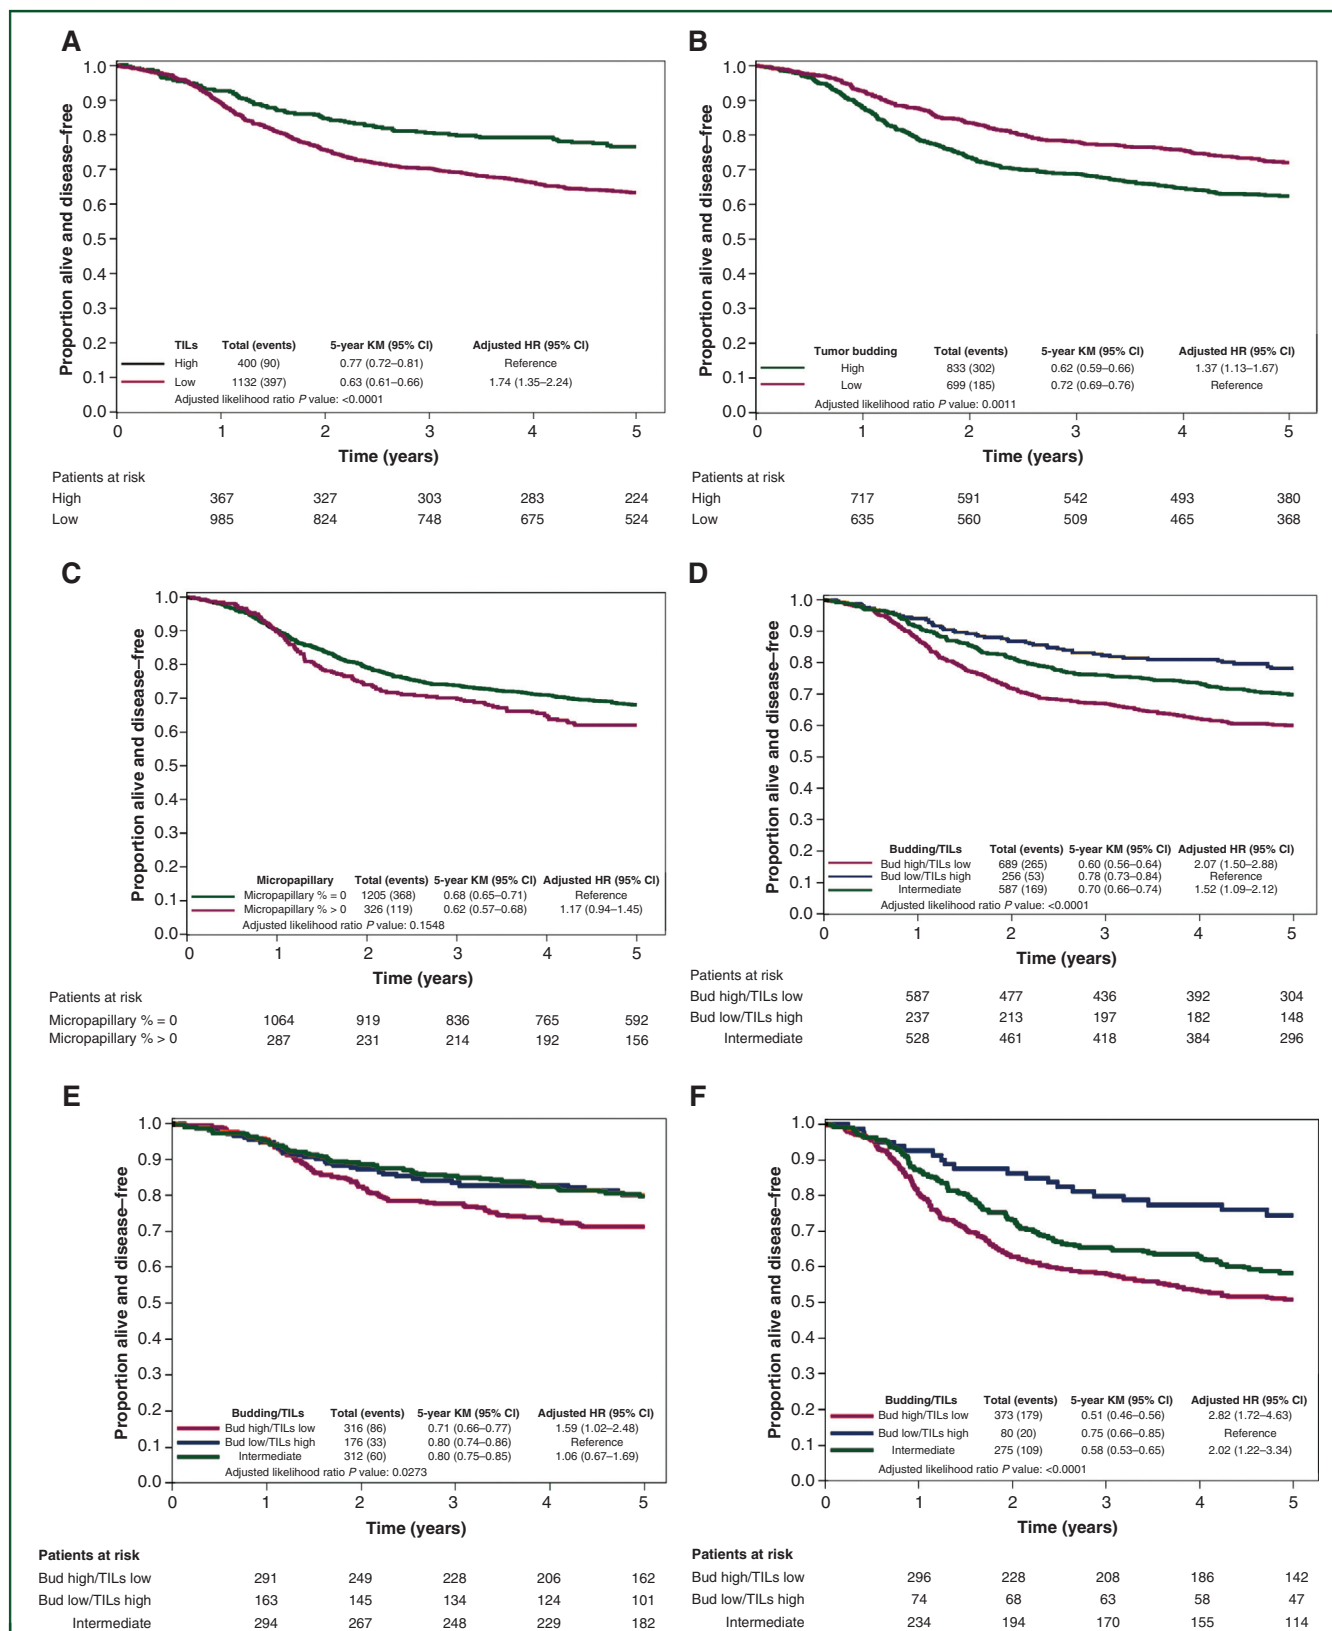 A
Proportion alive and disease–free
1.0
0.9
0.8
0.7
0.6
0.5
0.4
0.3
0.2
0.1
0.0
TILs Total (events) 5-year KM (95% CI) Adjusted HR (95% CI)
High 400 (90) 0.77 (0.72–0.81) Reference
Low 1132 (397) 0.63 (0.61–0.66) 1.74 (1.35–2.24)
Adjusted likelihood ratio P value: <0.0001
0 1 2 3 4 5
Time (years)
Patients at risk
High 367 327 303 283 224
Low 985 824 748 675 524
B
Proportion alive and disease–free
1.0
0.9
0.8
0.7
0.6
0.5
0.4
0.3
0.2
0.1
0.0
Tumor budding Total (events) 5-year KM (95% CI) Adjusted HR (95% CI)
High 833 (302) 0.62 (0.59–0.66) 1.37 (1.13–1.67)
Low 699 (185) 0.72 (0.69–0.76) Reference
Adjusted likelihood ratio P value: 0.0011
0 1 2 3 4 5
Time (years)
Patients at risk
High 717 591 542 493 380
Low 635 560 509 465 368
C
Proportion alive and disease–free
1.0
0.9
0.8
0.7
0.6
0.5
0.4
0.3
0.2
0.1
0.0
Micropapillary Total (events) 5-year KM (95% CI) Adjusted HR (95% CI)
Micropapillary % = 0 1205 (368) 0.68 (0.65–0.71) Reference
Micropapillary % > 0 326 (119) 0.62 (0.57–0.68) 1.17 (0.94–1.45)
Adjusted likelihood ratio P value: 0.1548
0 1 2 3 4 5
Time (years)
Patients at risk
Micropapillary % = 0 1064 919 836 765 592
Micropapillary % > 0 287 231 214 192 156
D
Proportion alive and disease–free
1.0
0.9
0.8
0.7
0.6
0.5
0.4
0.3
0.2
0.1
0.0
Budding/TILs Total (events) 5-year KM (95% CI) Adjusted HR (95% CI)
Bud high/TILs low 689 (265) 0.60 (0.56–0.64) 2.07 (1.50–2.88)
Bud low/TILs high 256 (53) 0.78 (0.73–0.84) Reference
Intermediate 587 (169) 0.70 (0.66–0.74) 1.52 (1.09–2.12)
Adjusted likelihood ratio P value: <0.0001
0 1 2 3 4 5
Time (years)
Patients at risk
Bud high/TILs low 587 477 436 392 304
Bud low/TILs high 237 213 197 182 148
Intermediate 528 461 418 384 296
E
Proportion alive and disease–free
1.0
0.9
0.8
0.7
0.6
0.5
0.4
0.3
0.2
0.1
0.0
Budding/TILs Total (events) 5-year KM (95% CI) Adjusted HR (95% CI)
Bud high/TILs low 316 (86) 0.71 (0.66–0.77) 1.59 (1.02–2.48)
Bud low/TILs high 176 (33) 0.80 (0.74–0.86) Reference
Intermediate 312 (60) 0.80 (0.75–0.85) 1.06 (0.67–1.69)
Adjusted likelihood ratio P value: 0.0273
0 1 2 3 4 5
Time (years)
Patients at risk
Bud high/TILs low 291 249 228 206 162
Bud low/TILs high 163 145 134 124 101
Intermediate 294 267 248 229 182
F
Proportion alive and disease–free
1.0
0.9
0.8
0.7
0.6
0.5
0.4
0.3
0.2
0.1
0.0
Budding/TILs Total (events) 5-year KM (95% CI) Adjusted HR (95% CI)
Bud high/TILs low 373 (179) 0.51 (0.46–0.56) 2.82 (1.72–4.63)
Bud low/TILs high 80 (20) 0.75 (0.66–0.85) Reference
Intermediate 275 (109) 0.58 (0.53–0.65) 2.02 (1.22–3.34)
Adjusted likelihood ratio P value: <0.0001
0 1 2 3 4 5
Time (years)
Patients at risk
Bud high/TILs low 296 228 208 186 142
Bud low/TILs high 74 68 63 58 47
Intermediate 234 194 170 155 114